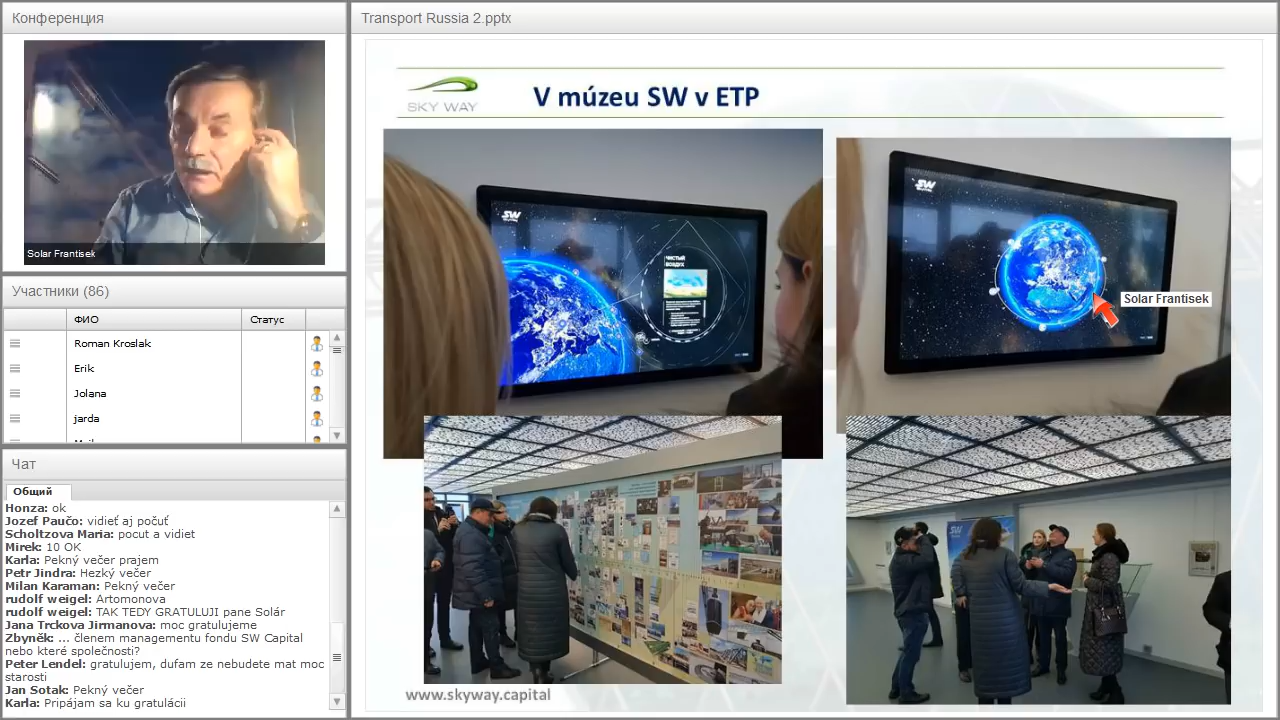 Конференция
Solar Frantisek
Участники (86)
ФИО
Статус
Roman Kroslak
Erik
Jolana
jarda
Чат
Общий
Honza: ok
Jozef Paučo: vidieť aj počuť
Scholtzova Maria: pocut a vidiet
Mirek: 10 OK
Karla: Pekný večer prajem
Petr Jindra: Hezký večer
Milan Karaman: Pekný večer
rudolf weigel: Artomonova
rudolf weigel: TAK TEDY GRATULUJI pane Solár
Jana Trckova Jirmanova: moc gratulujeme
Zbyněk: ... členem managementu fondu SW Capital
nebo které společnosti?
Peter Lendel: gratulujem, dufam ze nebudete mat moc
starosti
Jan Sotak: Pekný večer
Karla: Pripájam sa ku gratulácii
Transport Russia 2.pptx
SKY WAY
V múzeu SW v ETP
SW
ЧИСТЫЙ
ВОЗДУХ
SW
Solar Frantisek
SW
www.skyway.capital